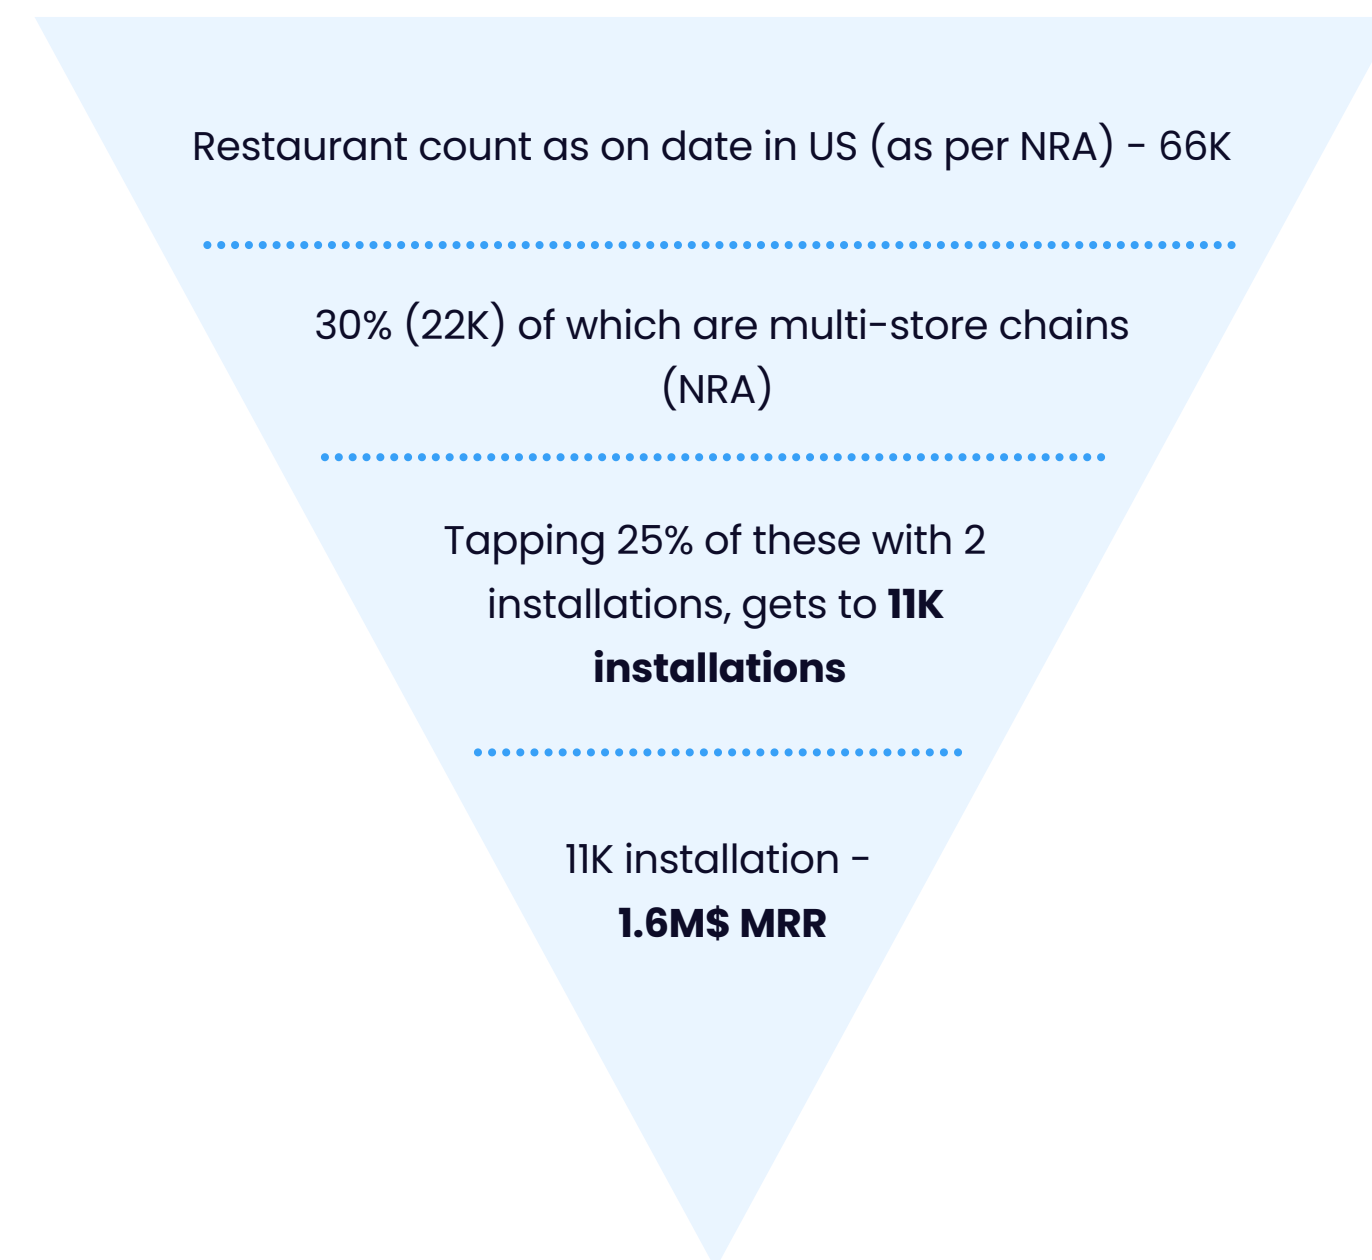 Restaurant count as on date in US (as per NRA) - 66K
30% (22K) of which are multi-store chains
(NRA)
Tapping 25% of these with 2
installations, gets to 11K
installations
11K installation -
1.6M$ MRR